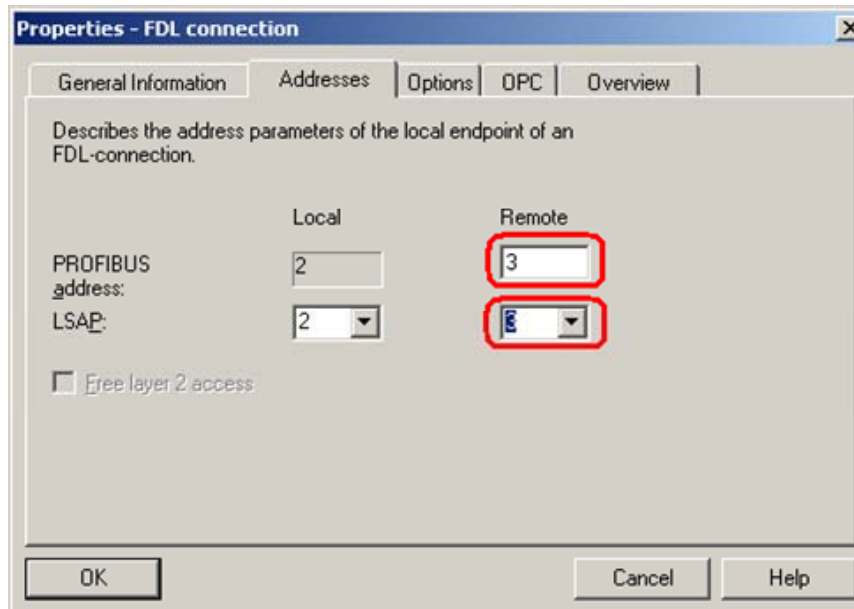 Properties - FDL connection
General Information Addresses Options OPC Overview
Describes the address parameters of the local endpoint of an
FDL-connection.
Local Remote
PROFIBUS
address: 2 3
LSAP: 2 3
Free layer 2 access
OK Cancel Help